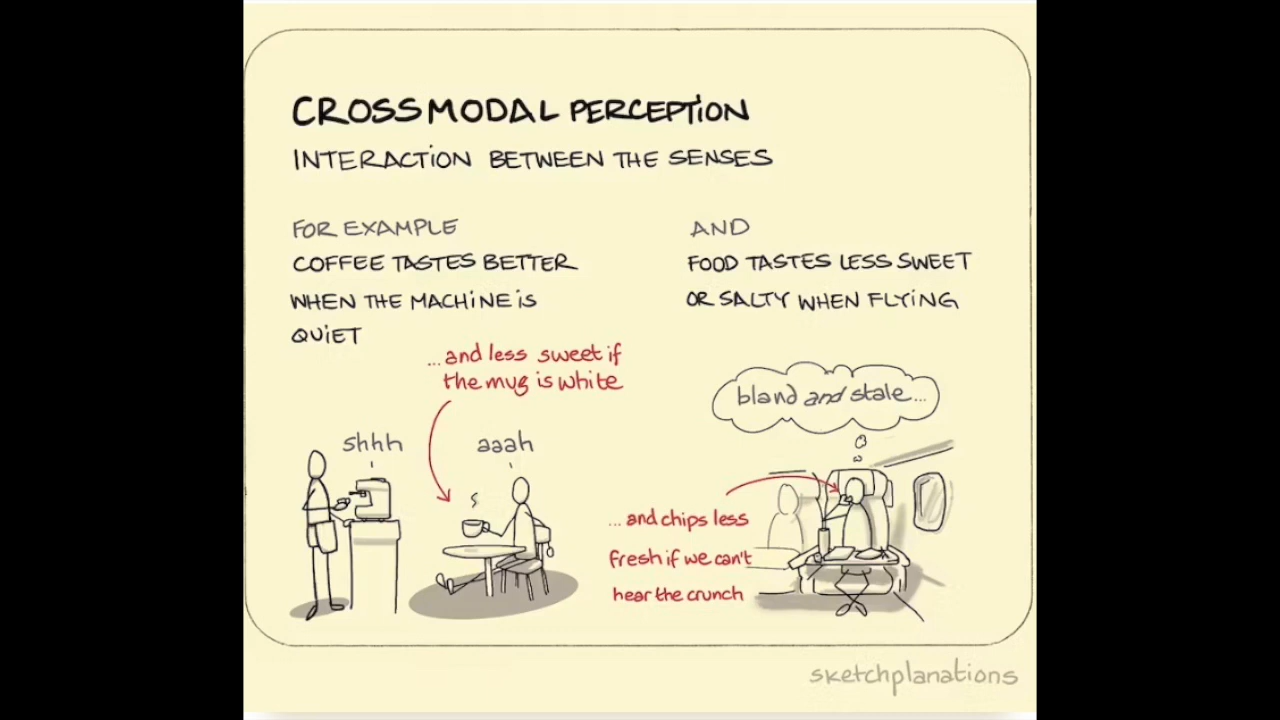 CROSSMODAL PERCEPTION
INTERACTION BETWEEN THE SENSES
FOR EXAMPLE
COFFEE TASTES BETTER
WHEN THE MACHINE IS
QUIET
...and less sweet if
the mug is white
shhh
aaah
AND
FOOD TASTES LESS SWEET
OR SALTY WHEN FLYING
bland and stale...
...and chips less
fresh if we can't
hear the crunch
sketchplanations